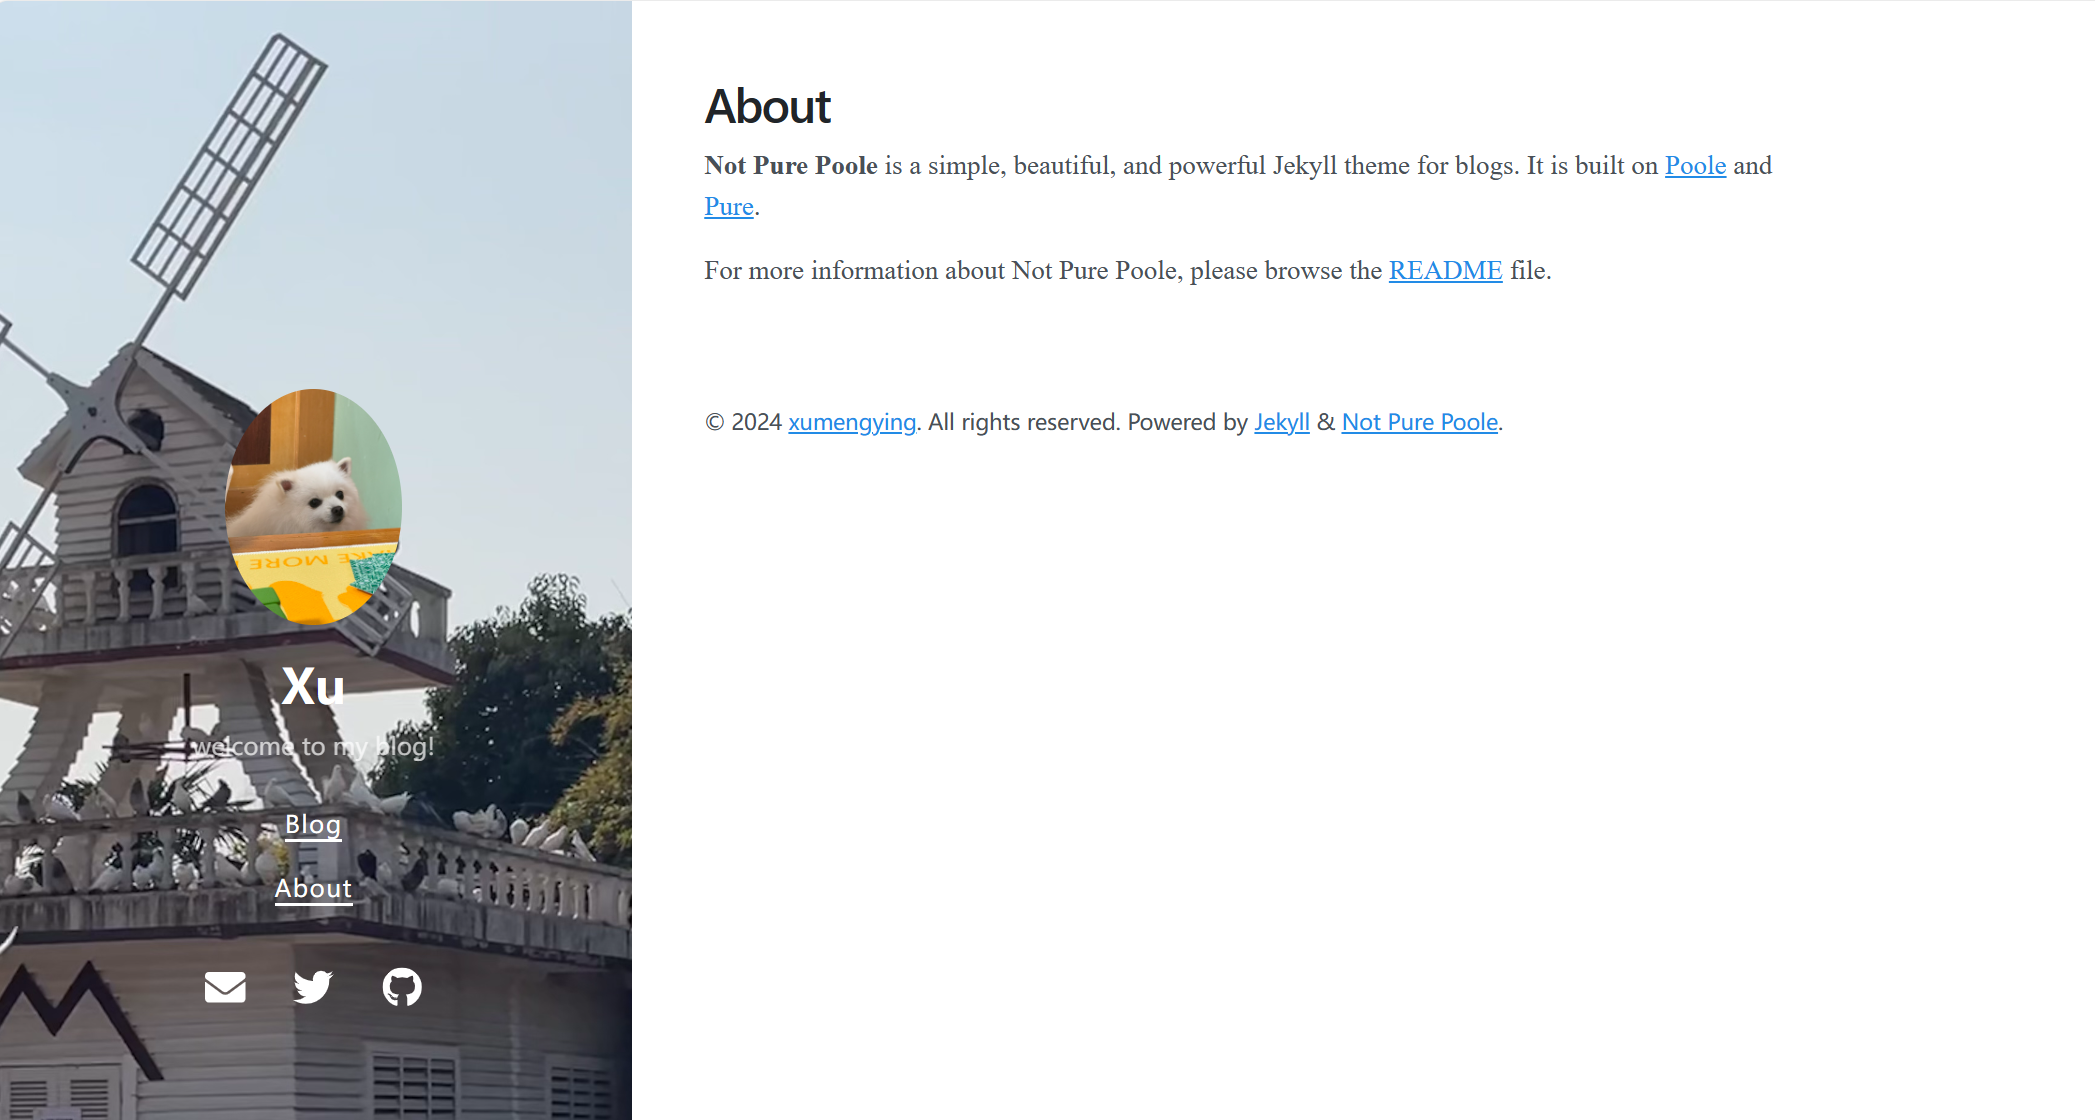 MAKE MORE
Xu
welcome to my blog!
Blog
About
About
Not Pure Poole is a simple, beautiful, and powerful Jekyll theme for blogs. It is built on Poole and
Pure.
For more information about Not Pure Poole, please browse the README file.
© 2024 xumengying. All rights reserved. Powered by Jekyll & Not Pure Poole.